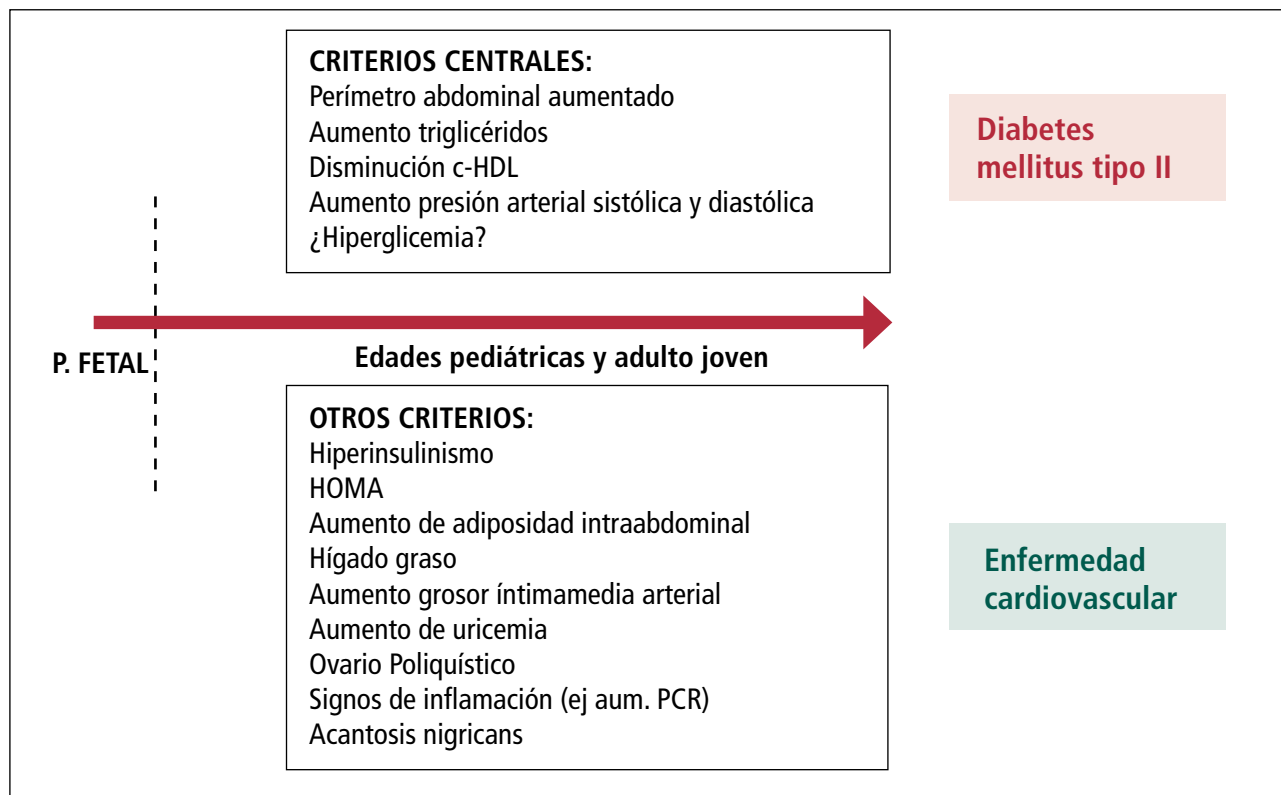 CRITERIOS CENTRALES:
Perímetro abdominal aumentado
Aumento triglicéridos
Disminución c-HDL
Aumento presión arterial sistólica y diastólica
¿Hiperglicemia?
Diabetes
mellitus tipo II
P. FETAL
Edades pediátricas y adulto joven
OTROS CRITERIOS:
Hiperinsulinismo
HOMA
Aumento de adiposidad intraabdominal
Hígado graso
Aumento grosor íntimamedia arterial
Aumento de uricemia
Ovario Poliquístico
Signos de inflamación (ej aum. PCR)
Acantosis nigricans
Enfermedad
cardiovascular